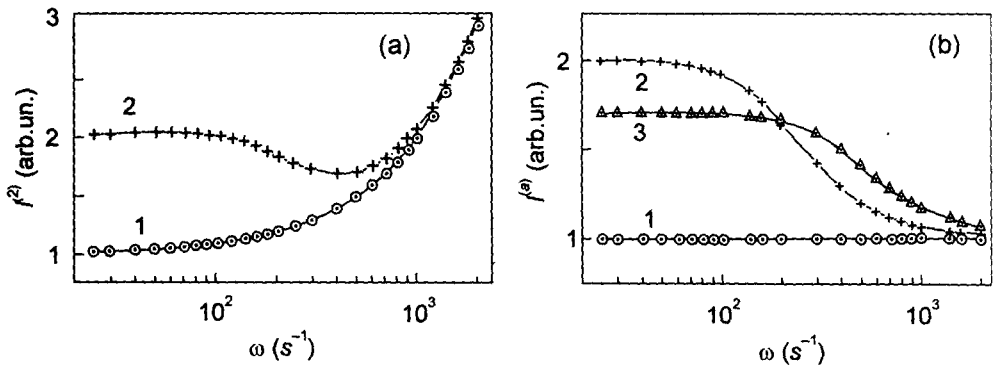 3
2
1
f(2) (arb.un.)
(a)
2
1
10²
10³
ω (s⁻¹)
2
1
f(a) (arb.un.)
(b)
2
3
1
10²
10³
ω (s⁻¹)